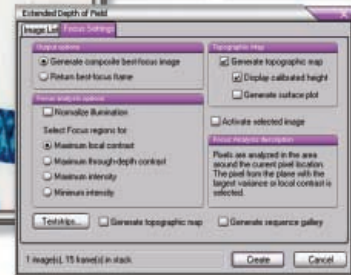 Extended Depth of Field
Image List
Focus Settings
Output options
Generate composite best-focus image
Return best-focus frame
Focus analysis options
Normalize illumination
Select Focus regions for
Maximum local contrast
Maximum through-depth contrast
Maximum intensity
Minimum intensity
Topographic Map
Generate topographic map
Display calibrated height
Generate surface plot
Activate selected image
Focus Analysis description
Pixels are analyzed in the area
around the current pixel location.
The pixel from the plane with the
largest variance or local contrast is
selected.
Teststrips...
Generate topographic map
Generate sequence gallery
1 image(s), 15 frame(s) in stack
Create
Cancel